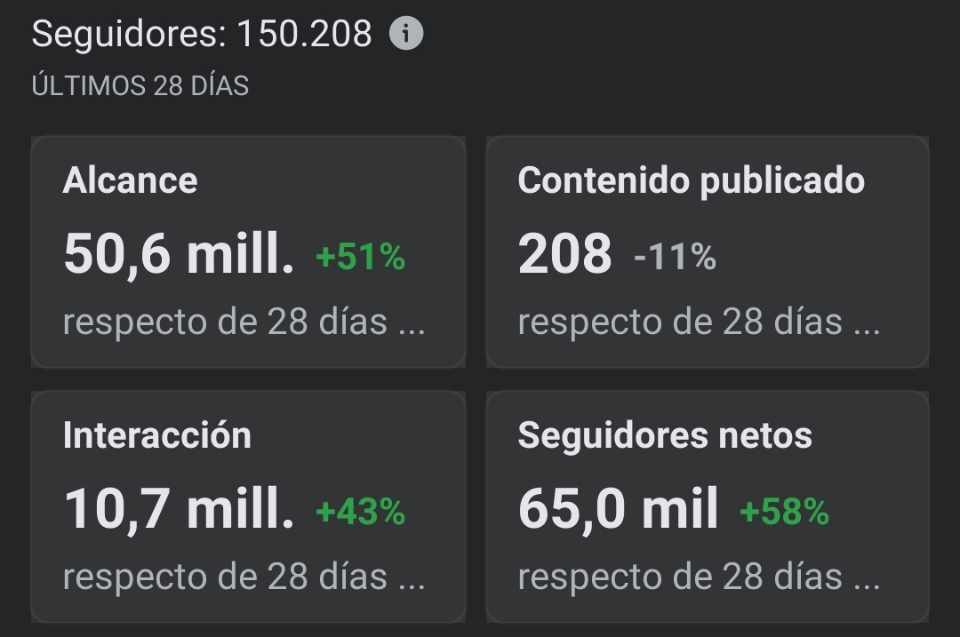 Seguidores: 150.208
ÚLTIMOS 28 DÍAS
Alcance
50,6 mill. +51%
respecto de 28 días ...
Contenido publicado
208 -11%
respecto de 28 días ...
Interacción
10,7 mill. +43%
respecto de 28 días ...
Seguidores netos
65,0 mil +58%
respecto de 28 días ...